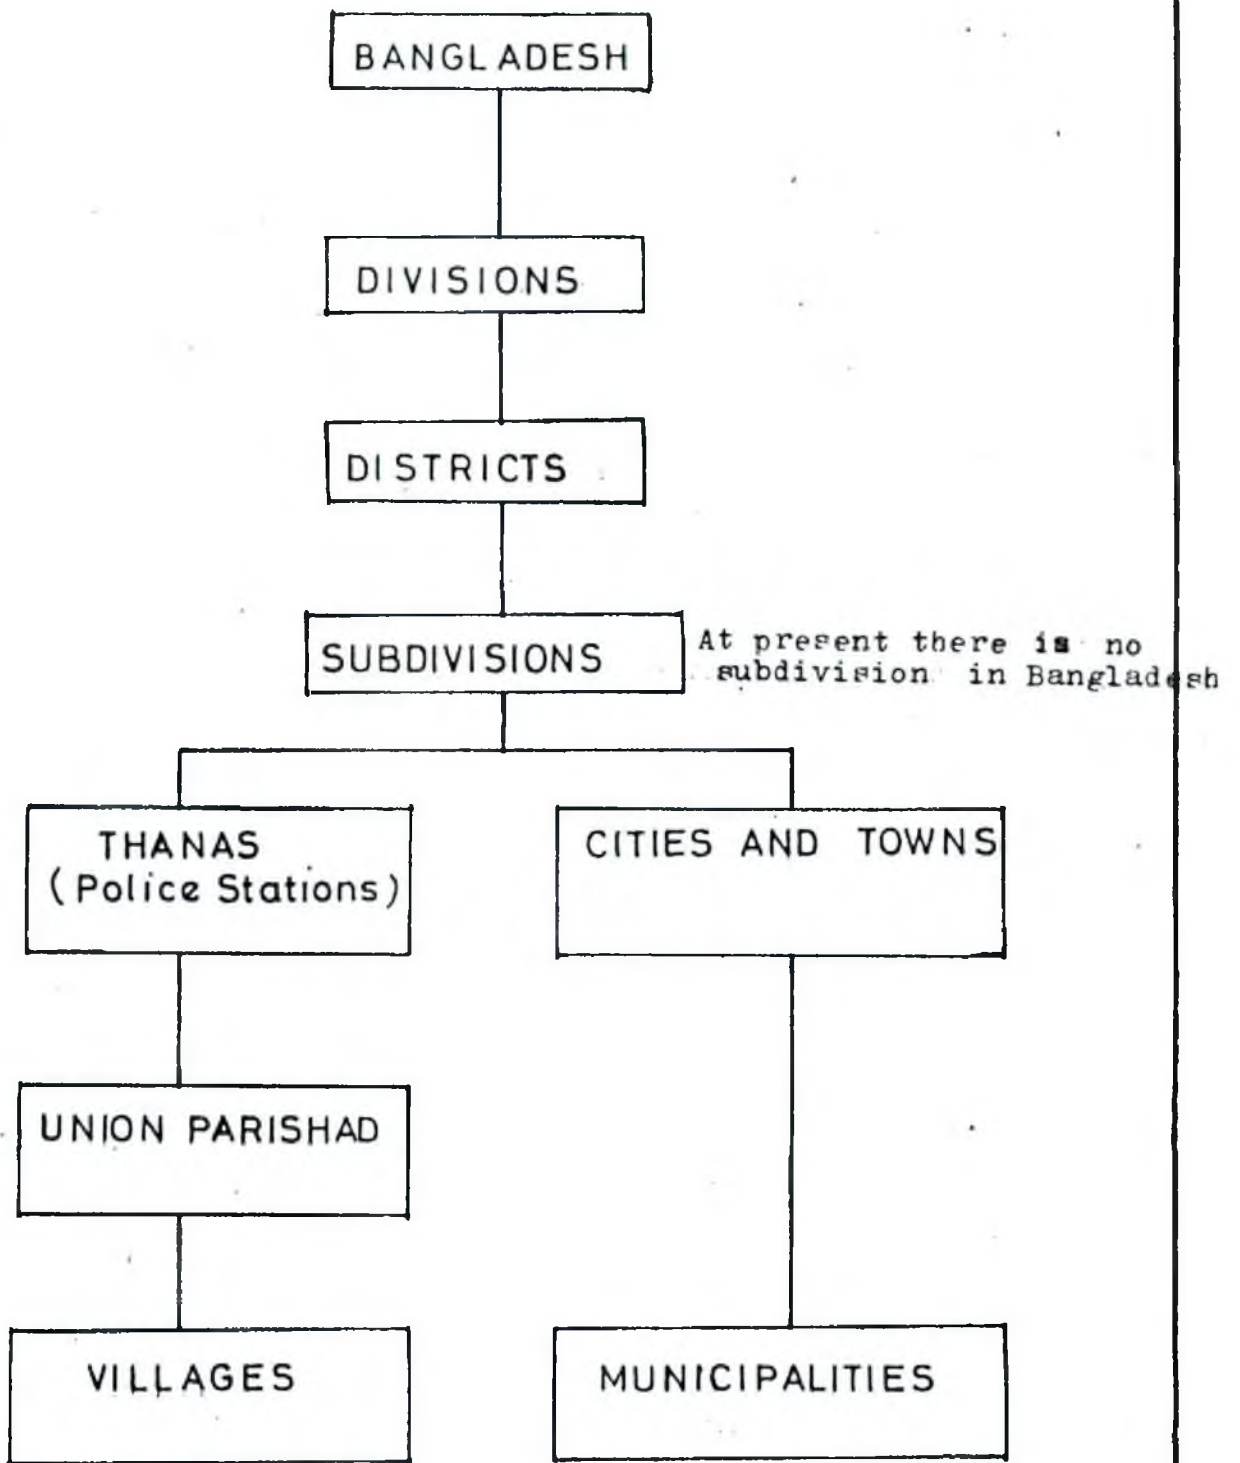 BANGLADESH
DIVISIONS
DISTRICTS
SUBDIVISIONS
At present there is no
subdivision in Bangladesh
THANAS
(Police Stations)
CITIES AND TOWNS
UNION PARISHAD
VILLAGES
MUNICIPALITIES